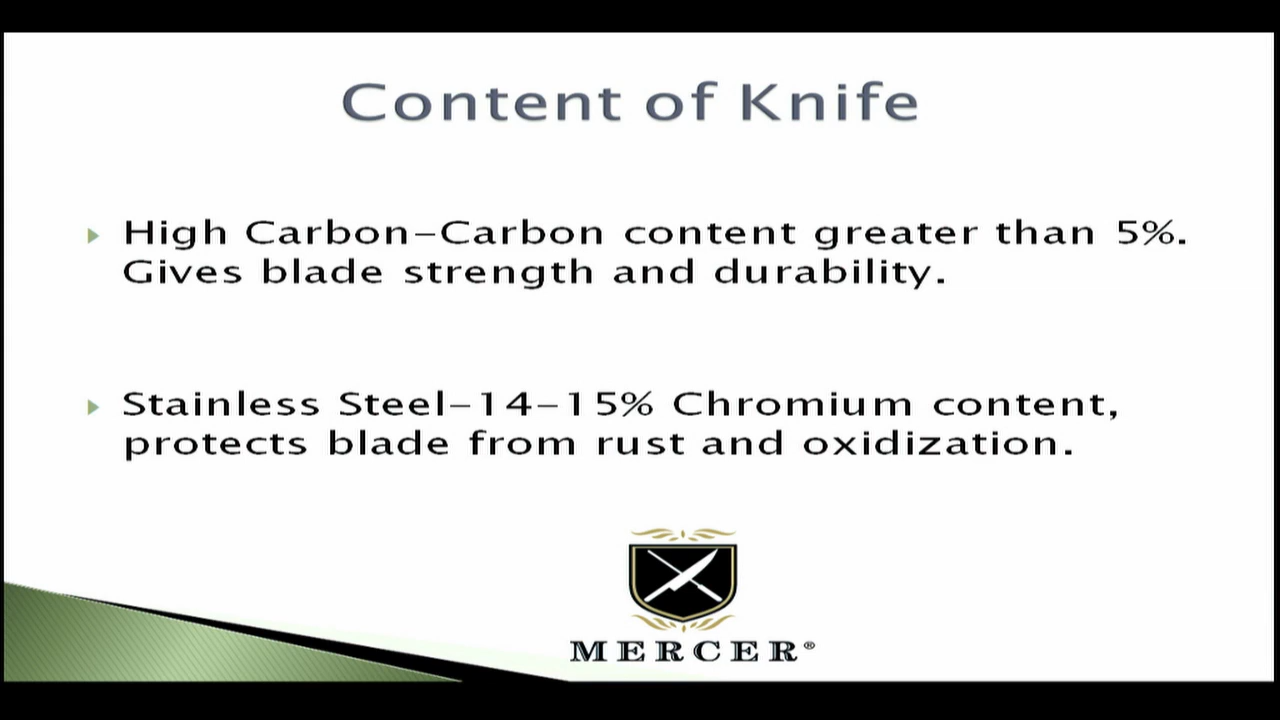 Content of Knife
High Carbon-Carbon content greater than 5%.
Gives blade strength and durability.
Stainless Steel-14-15% Chromium content,
protects blade from rust and oxidization.
MERCER®